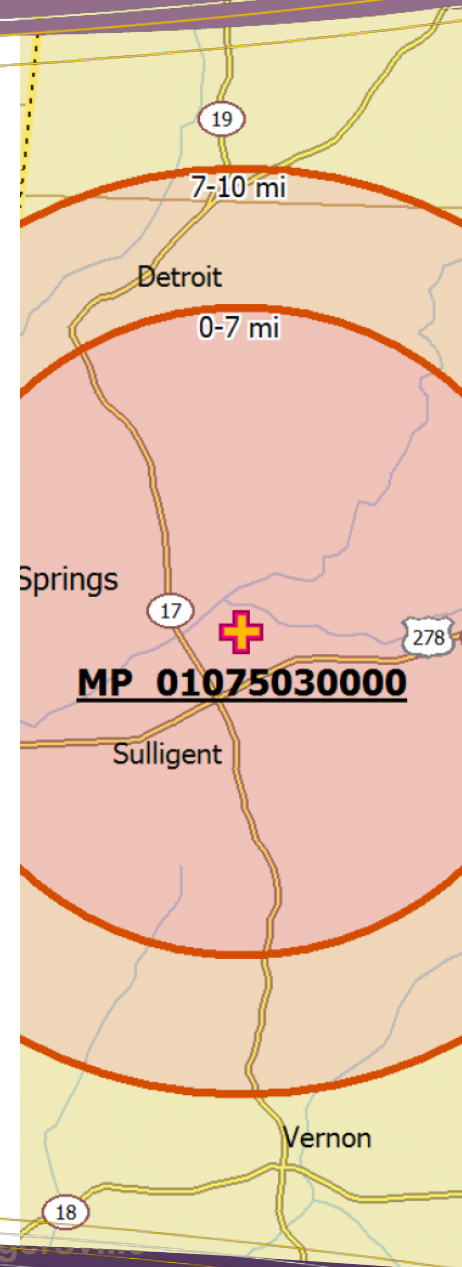 19
7-10 mi
Detroit
0-7 mi
Springs
17
278
MP 01075030000
Sulligent
Vernon
18